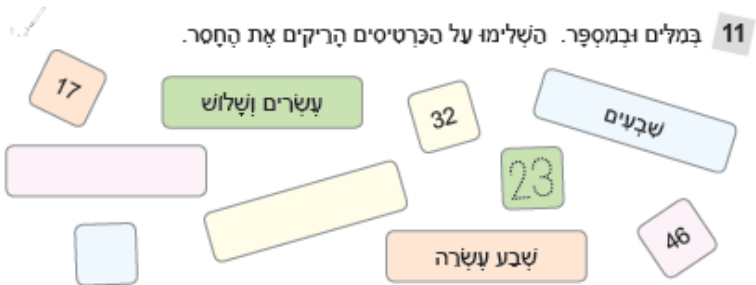 11 בְּמִלִּים וּבְמִסְפָּר. הַשְׁלִימוּ עַל הַכַּרְטִיסִים הָרֵיקִים אֶת הֶחָסֵר.
17
עֶשְׂרִים וְשָׁלוֹשׁ
32
שִׁבְעִים
23
46
שְׁבַע עֶשְׂרֵה